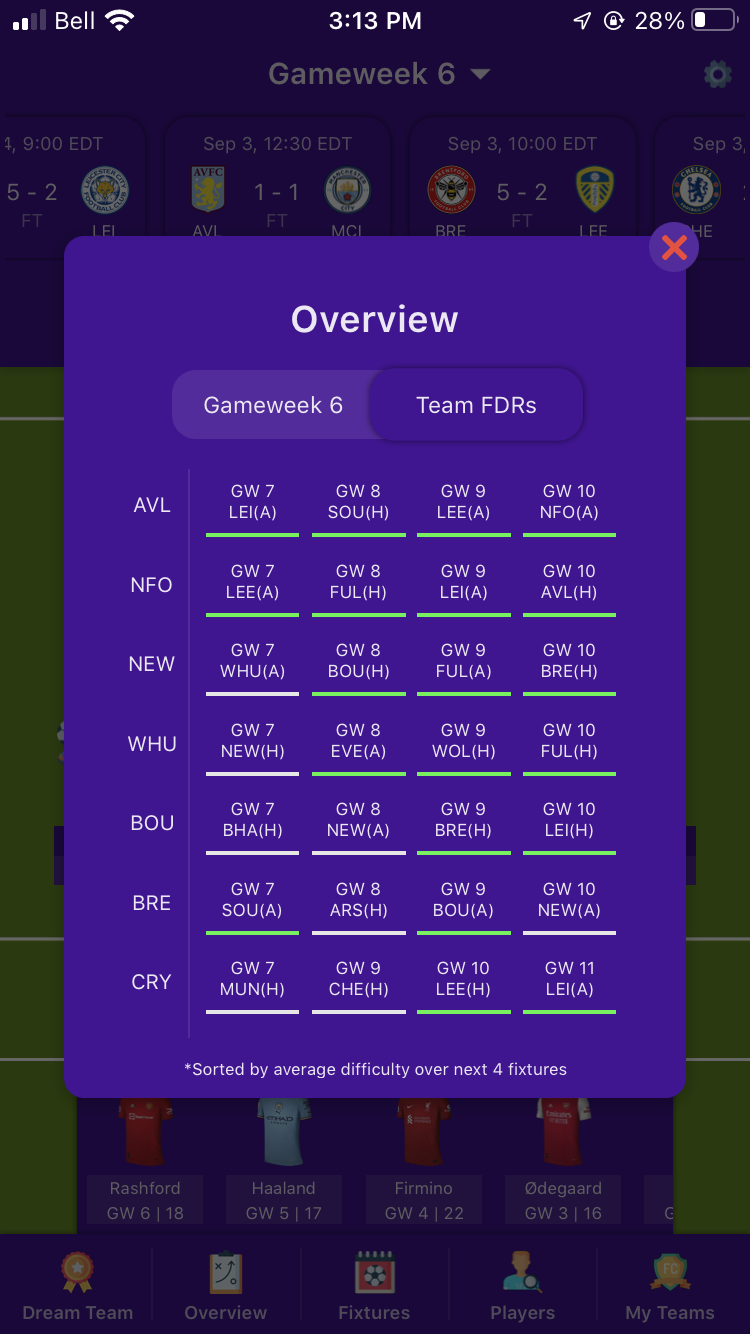 Bell 3:13 PM 28%
Gameweek 6
4, 9:00 EDT Sep 3, 12:30 EDT Sep 3, 10:00 EDT Sep 3,
5 - 2 1 - 1 5 - 2
FT FT FT
LEI AVL MCI BRE LEE HE
Overview
Gameweek 6 Team FDRs
AVL
GW 7 GW 8 GW 9 GW 10
LEI(A) SOU(H) LEE(A) NFO(A)
NFO
GW 7 GW 8 GW 9 GW 10
LEE(A) FUL(H) LEI(A) AVL(H)
NEW
GW 7 GW 8 GW 9 GW 10
WHU(A) BOU(H) FUL(A) BRE(H)
WHU
GW 7 GW 8 GW 9 GW 10
NEW(H) EVE(A) WOL(H) FUL(H)
BOU
GW 7 GW 8 GW 9 GW 10
BHA(H) NEW(A) BRE(H) LEI(H)
BRE
GW 7 GW 8 GW 9 GW 10
SOU(A) ARS(H) BOU(A) NEW(A)
CRY
GW 7 GW 9 GW 10 GW 11
MUN(H) CHE(H) LEE(H) LEI(A)
*Sorted by average difficulty over next 4 fixtures
Rashford Haaland Firmino Ødegaard
GW 6 | 18 GW 5 | 17 GW 4 | 22 GW 3 | 16 G
Dream Team Overview Fixtures Players My Teams